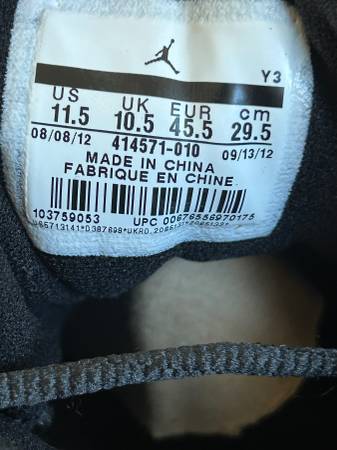 Y3
US UK EUR cm
11.5 10.5 45.5 29.5
08/08/12 414571-010 09/13/12
MADE IN CHINA
FABRIQUE EN CHINE
103759053 UPC 00676556970175